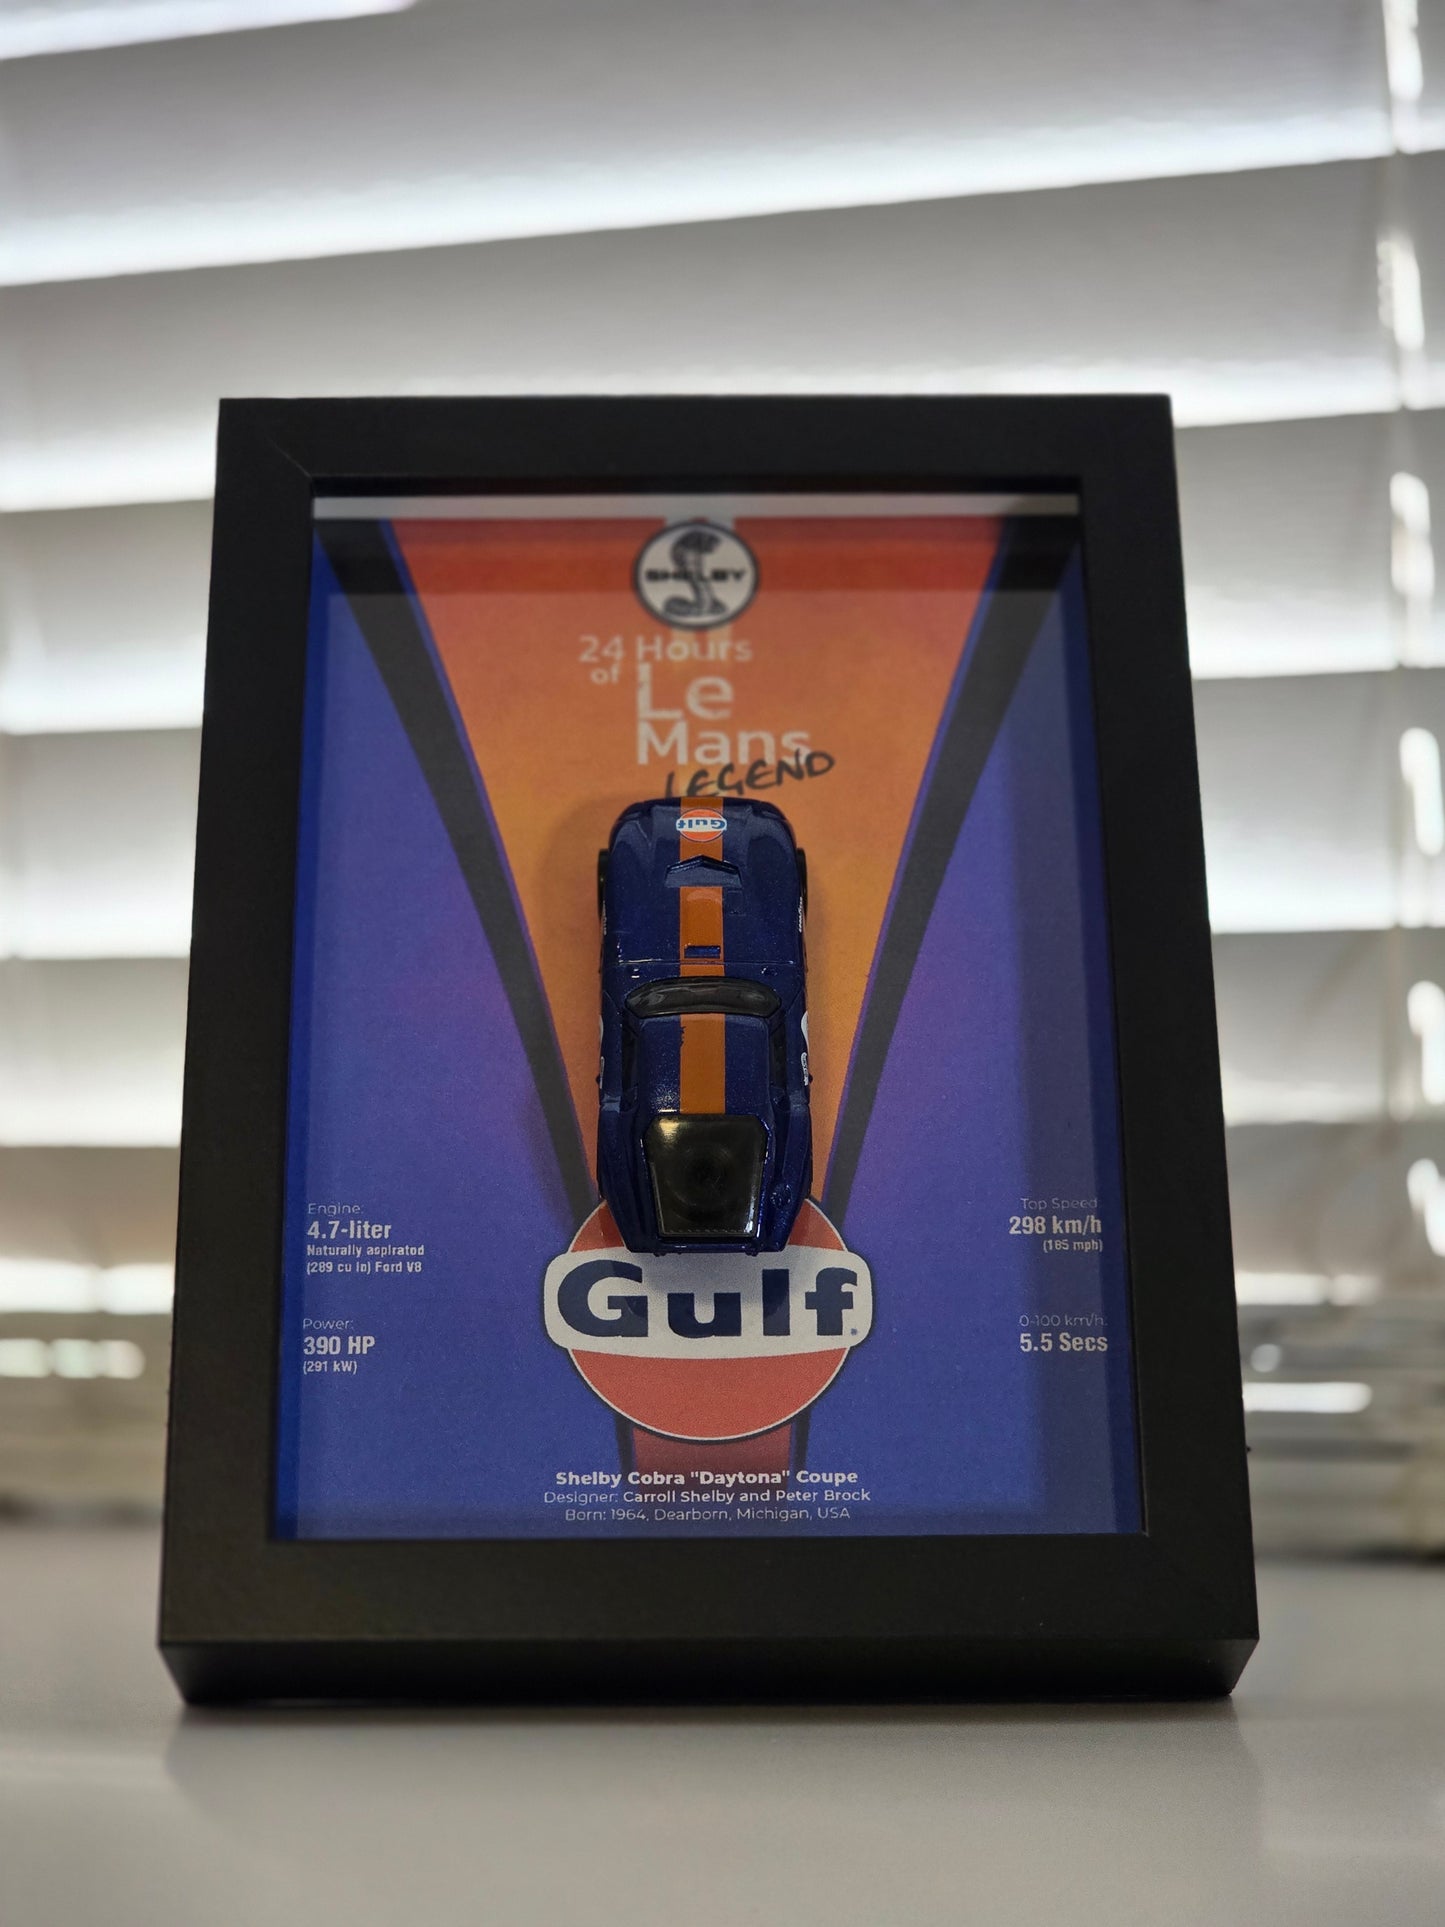 SHELBY
24 Hours
of Le
Mans
LEGEND
Gulf
Engine:
4.7-liter
Naturally aspirated
(289 cu in) Ford V8
Power:
390 HP
(291 kW)
Top Speed
298 km/h
(185 mph)
0-100 km/h:
5.5 Secs
Gulf
Shelby Cobra "Daytona" Coupe
Designer: Carroll Shelby and Peter Brock
Born: 1964, Dearborn, Michigan, USA